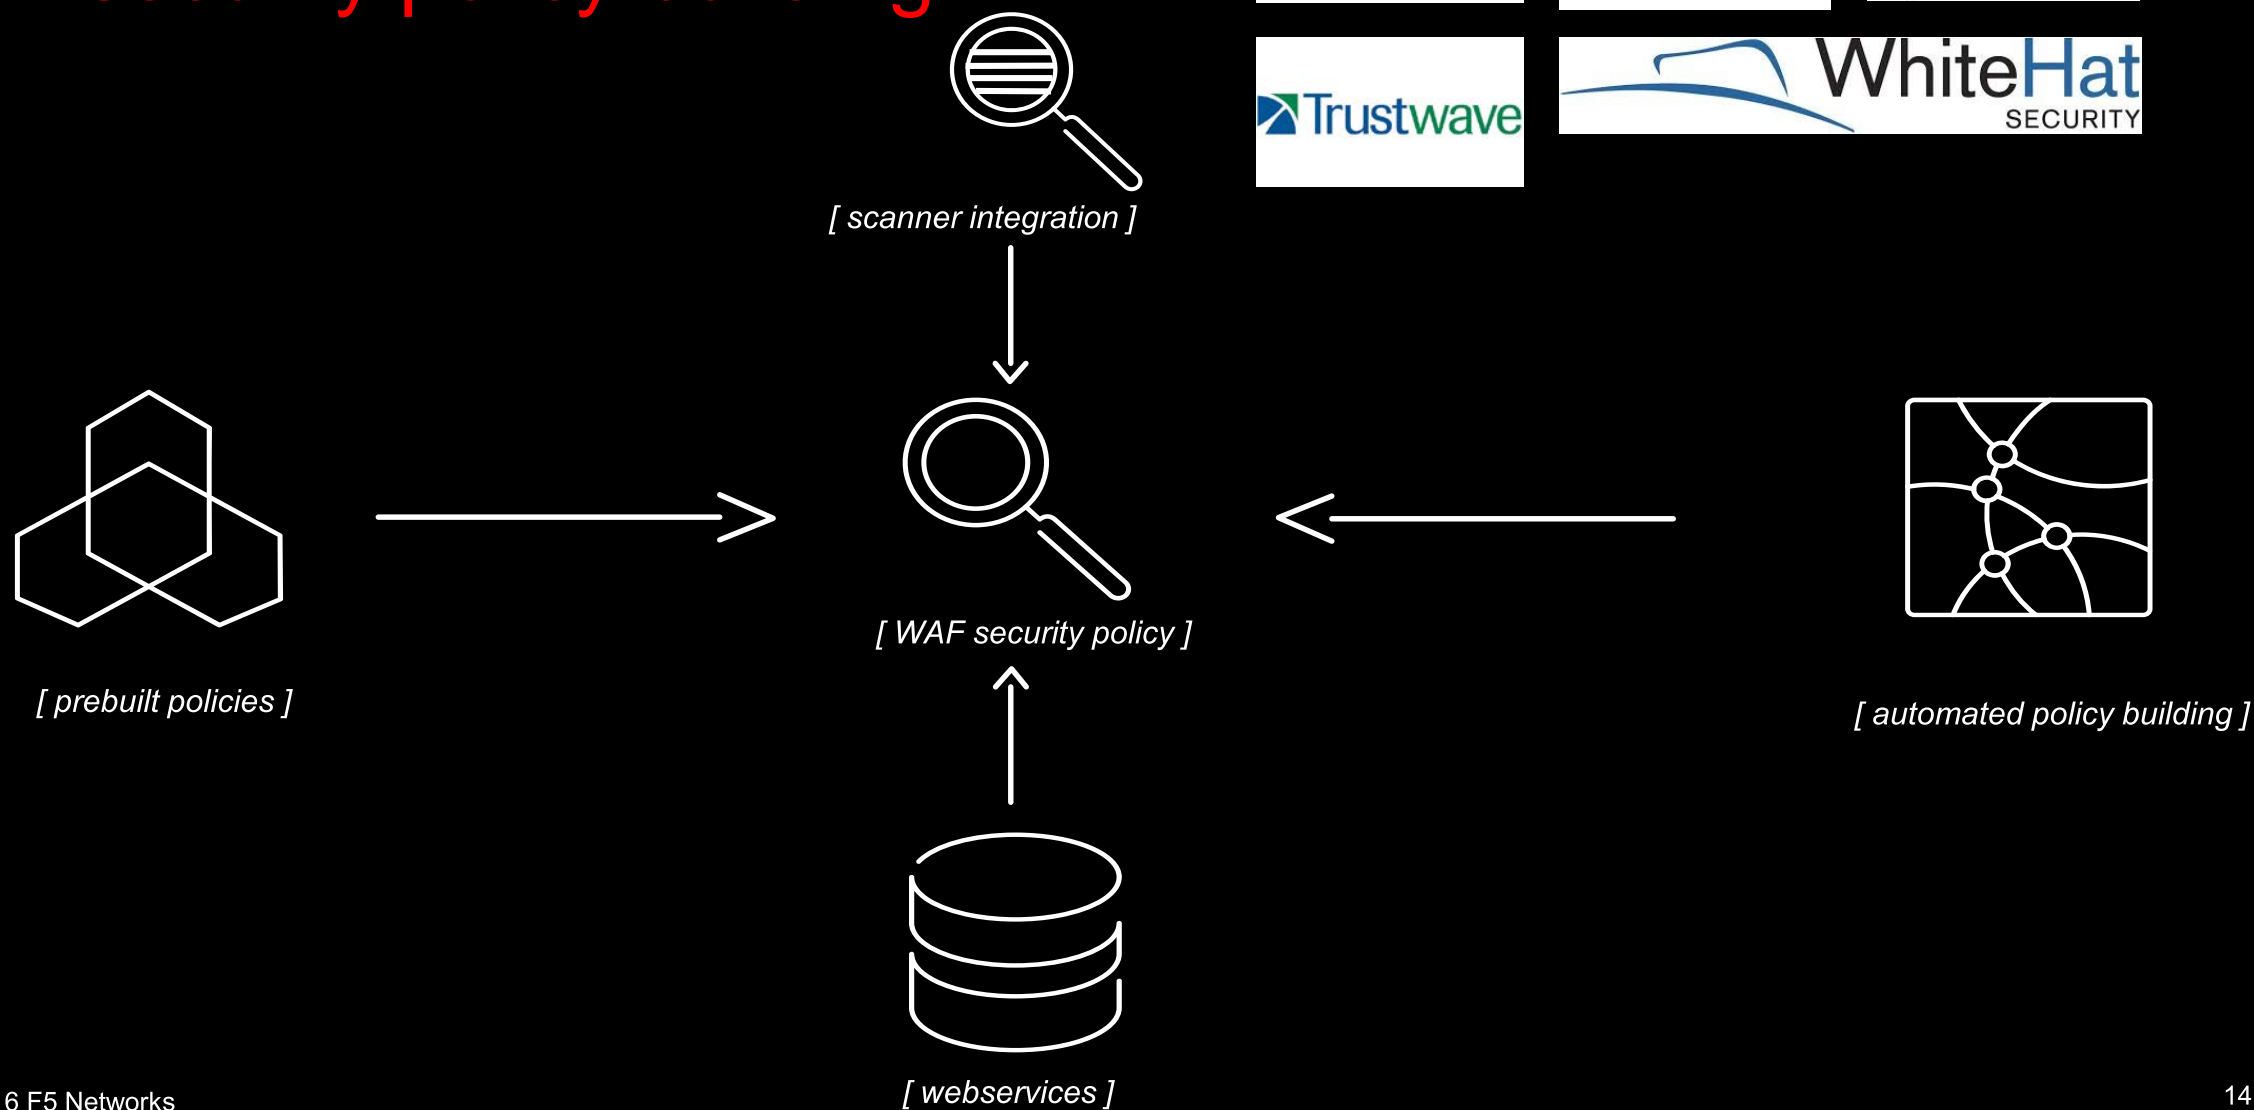 Trustwave
WhiteHat
SECURITY
[ scanner integration ]
[ WAF security policy ]
[ prebuilt policies ]
[ automated policy building ]
[ webservices ]
6 F5 Networks
14